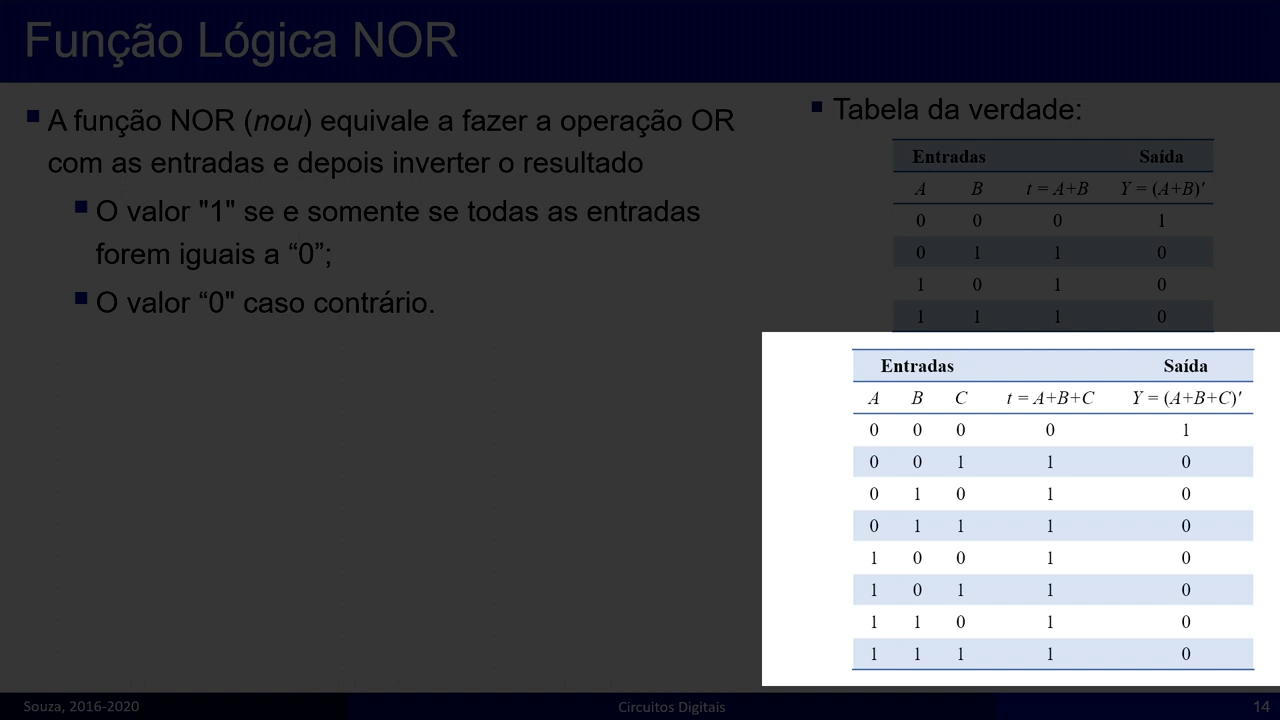 Função Lógica NOR
A função NOR (nou) equivale a fazer a operação OR
com as entradas e depois inverter o resultado
O valor "1" se e somente se todas as entradas
forem iguais a “0”;
O valor “0" caso contrário.
Tabela da verdade:
Entradas Saída
A B t = A+B Y = (A+B)'
0 0 0 1
0 1 1 0
1 0 1 0
1 1 1 0
Entradas Saída
A B C t = A+B+C Y = (A+B+C)'
0 0 0 0 1
0 0 1 1 0
0 1 0 1 0
0 1 1 1 0
1 0 0 1 0
1 0 1 1 0
1 1 0 1 0
1 1 1 1 0
Souza, 2016-2020 Circuitos Digitais 14